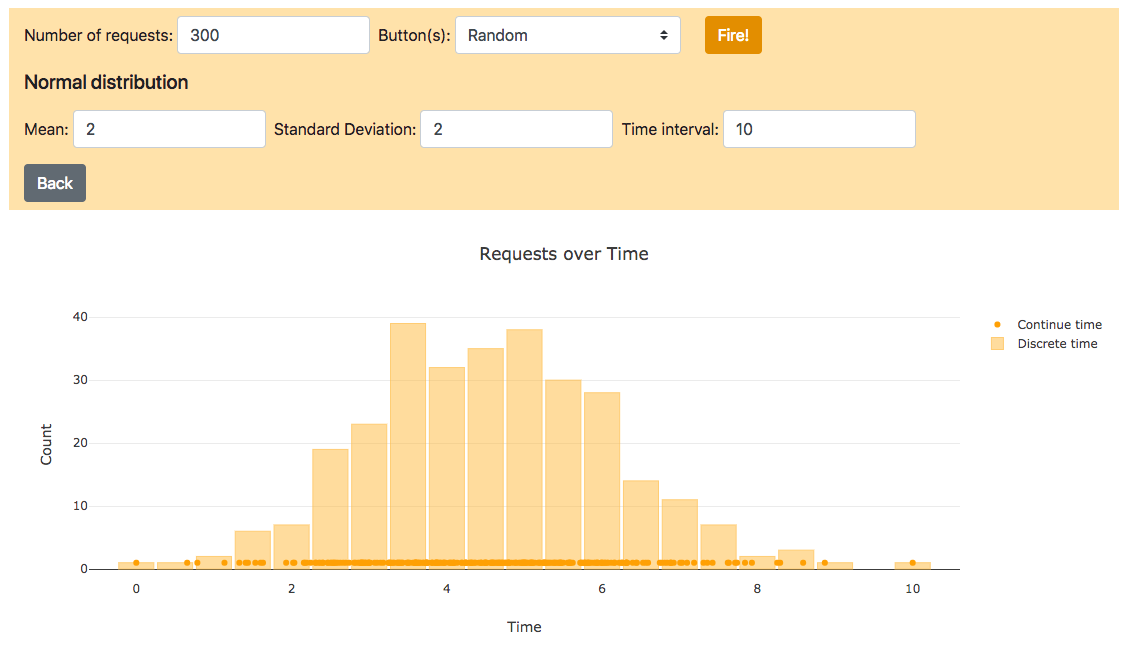 Number of requests: 300 Button(s): Random Fire!
Normal distribution
Mean: 2 Standard Deviation: 2 Time interval: 10
Back
Requests over Time
Continue time
Discrete time
Count
40
30
20
10
0
0 2 4 6 8 10
Time